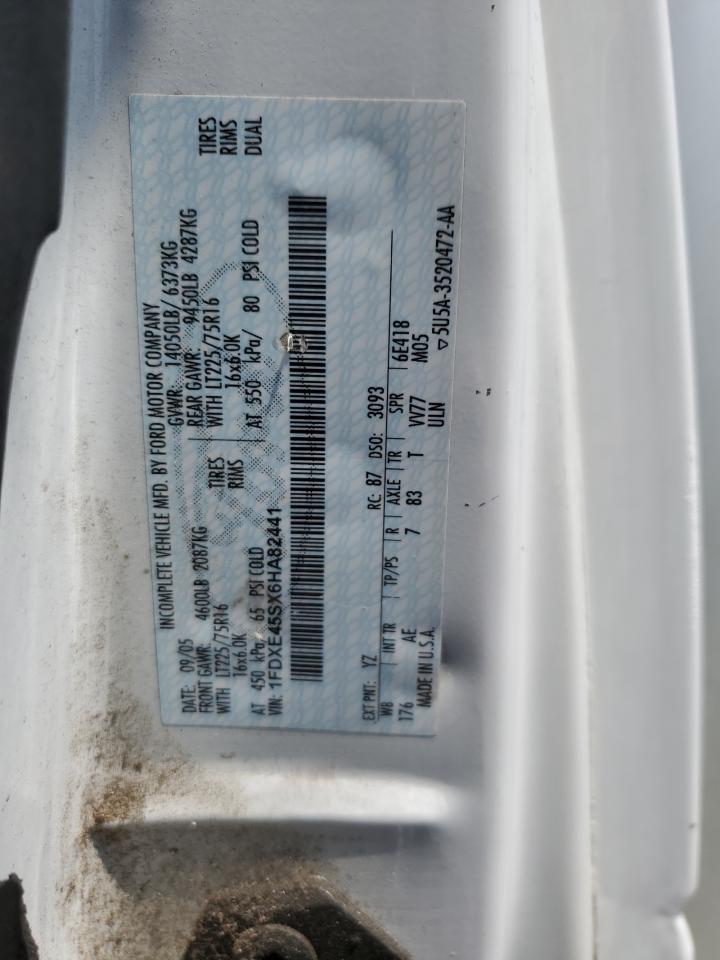 INCOMPLETE VEHICLE MFD. BY FORD MOTOR COMPANY
DATE: 09/05 GVWR: 14050LB/ 6373KG
FRONT GAWR: 4600LB 2087KG REAR GAWR: 9450LB 4287KG
WITH LT225/75R16 TIRES WITH LT225/75R16 TIRES
16x6.0K RIMS 16x6.0K RIMS
AT 450 kPa/ 65 PSI COLD AT 550 kPa/ 80 PSI COLD DUAL
VIN: 1FDXE45SX6HA82441
EXT PNT: YZ RC: 87 DSO: 3093
WB INT TR TP/PS R AXLE TR SPR 6E418
176 AE 7 83 T VV77 M05
MADE IN U.S.A. ULN
▽5U5A-3520472-AA